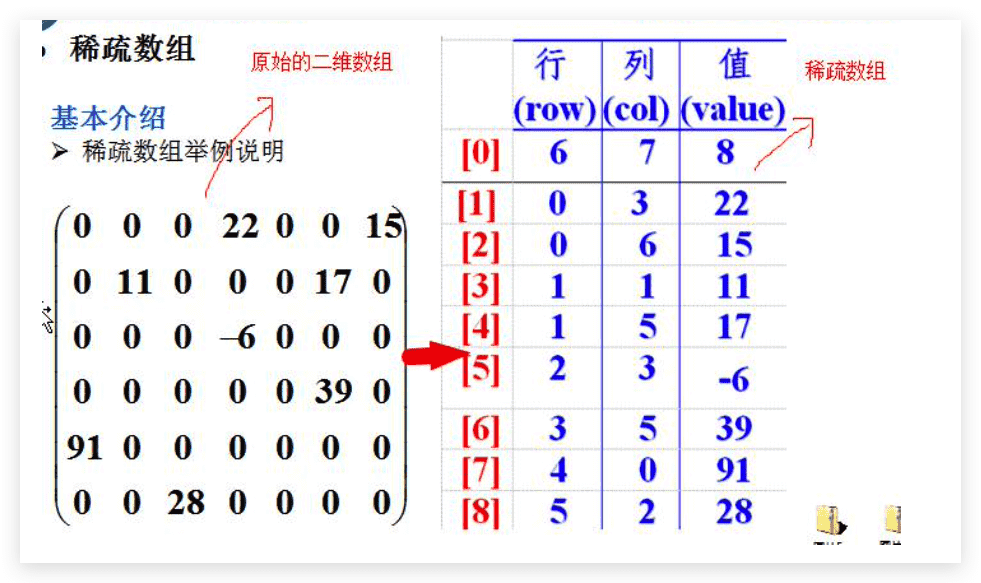 稀疏数组
原始的二维数组
基本介绍
➢ 稀疏数组举例说明
0 0 0 22 0 0 15
0 11 0 0 0 17 0
0 0 0 –6 0 0 0
0 0 0 0 0 39 0
91 0 0 0 0 0 0
0 0 28 0 0 0 0
行 列 值
(row) (col) (value)
[0] 6 7 8
[1] 0 3 22
[2] 0 6 15
[3] 1 1 11
[4] 1 5 17
[5] 2 3 -6
[6] 3 5 39
[7] 4 0 91
[8] 5 2 28
稀疏数组